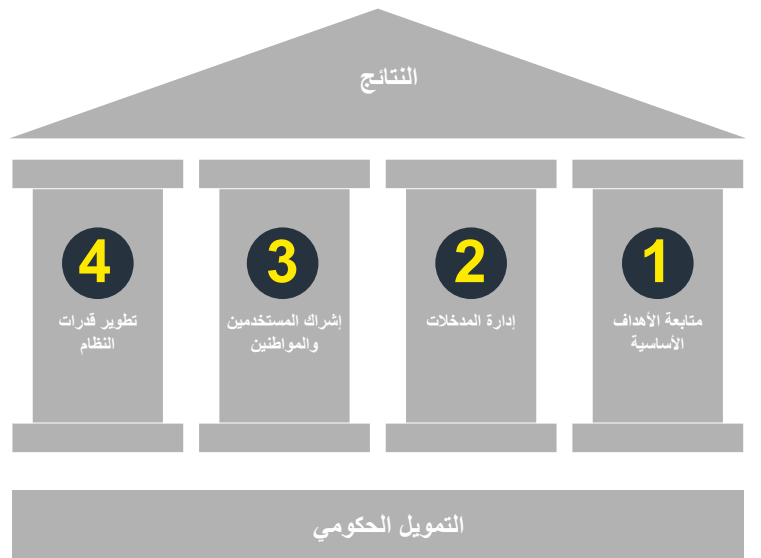 النتائج
1
متابعة الأهداف
الأساسية
2
إدارة المدخلات
3
إشراك المستخدمين
والمواطنين
4
تطوير قدرات
النظام
التمويل الحكومي